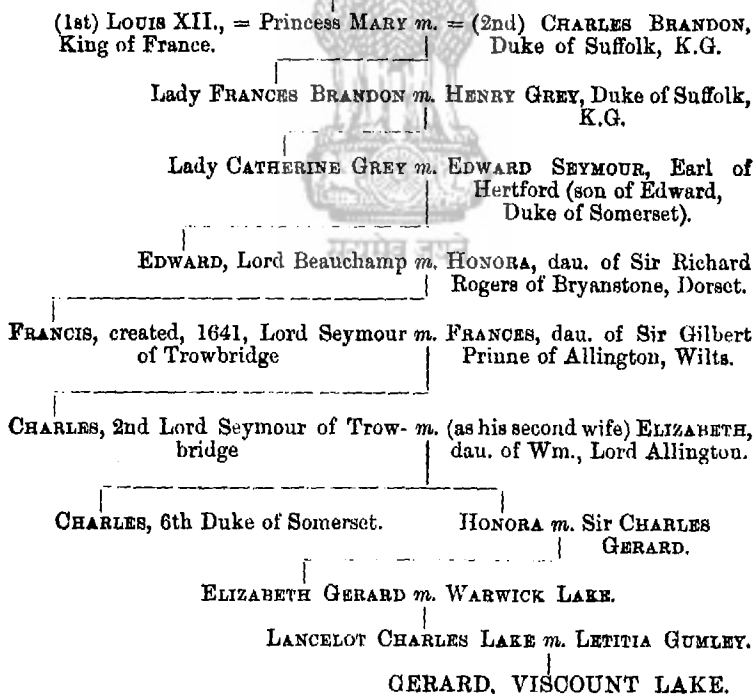 (1st) LOUIS XII., = Princess MARY m. = (2nd) CHARLES BRANDON,
King of France. Duke of Suffolk, K.G.
Lady FRANCES BRANDON m. HENRY GREY, Duke of Suffolk,
K.G.
Lady CATHERINE GREY m. EDWARD SEYMOUR, Earl of
Hertford (son of Edward,
Duke of Somerset).
सत्यमेव जयते
EDWARD, Lord Beauchamp m. HONORA, dau. of Sir Richard
Rogers of Bryanstone, Dorset.
FRANCIS, created, 1641, Lord Seymour m. FRANCES, dau. of Sir Gilbert
of Trowbridge Prinne of Allington, Wilts.
CHARLES, 2nd Lord Seymour of Trow- m. (as his second wife) ELIZABETH,
bridge dau. of Wm., Lord Allington.
CHARLES, 6th Duke of Somerset. HONORA m. Sir CHARLES
GERARD.
ELIZABETH GERARD m. WARWICK LAKE.
LANCELOT CHARLES LAKE m. LETITIA GUMLEY.
GERARD, VISCOUNT LAKE.